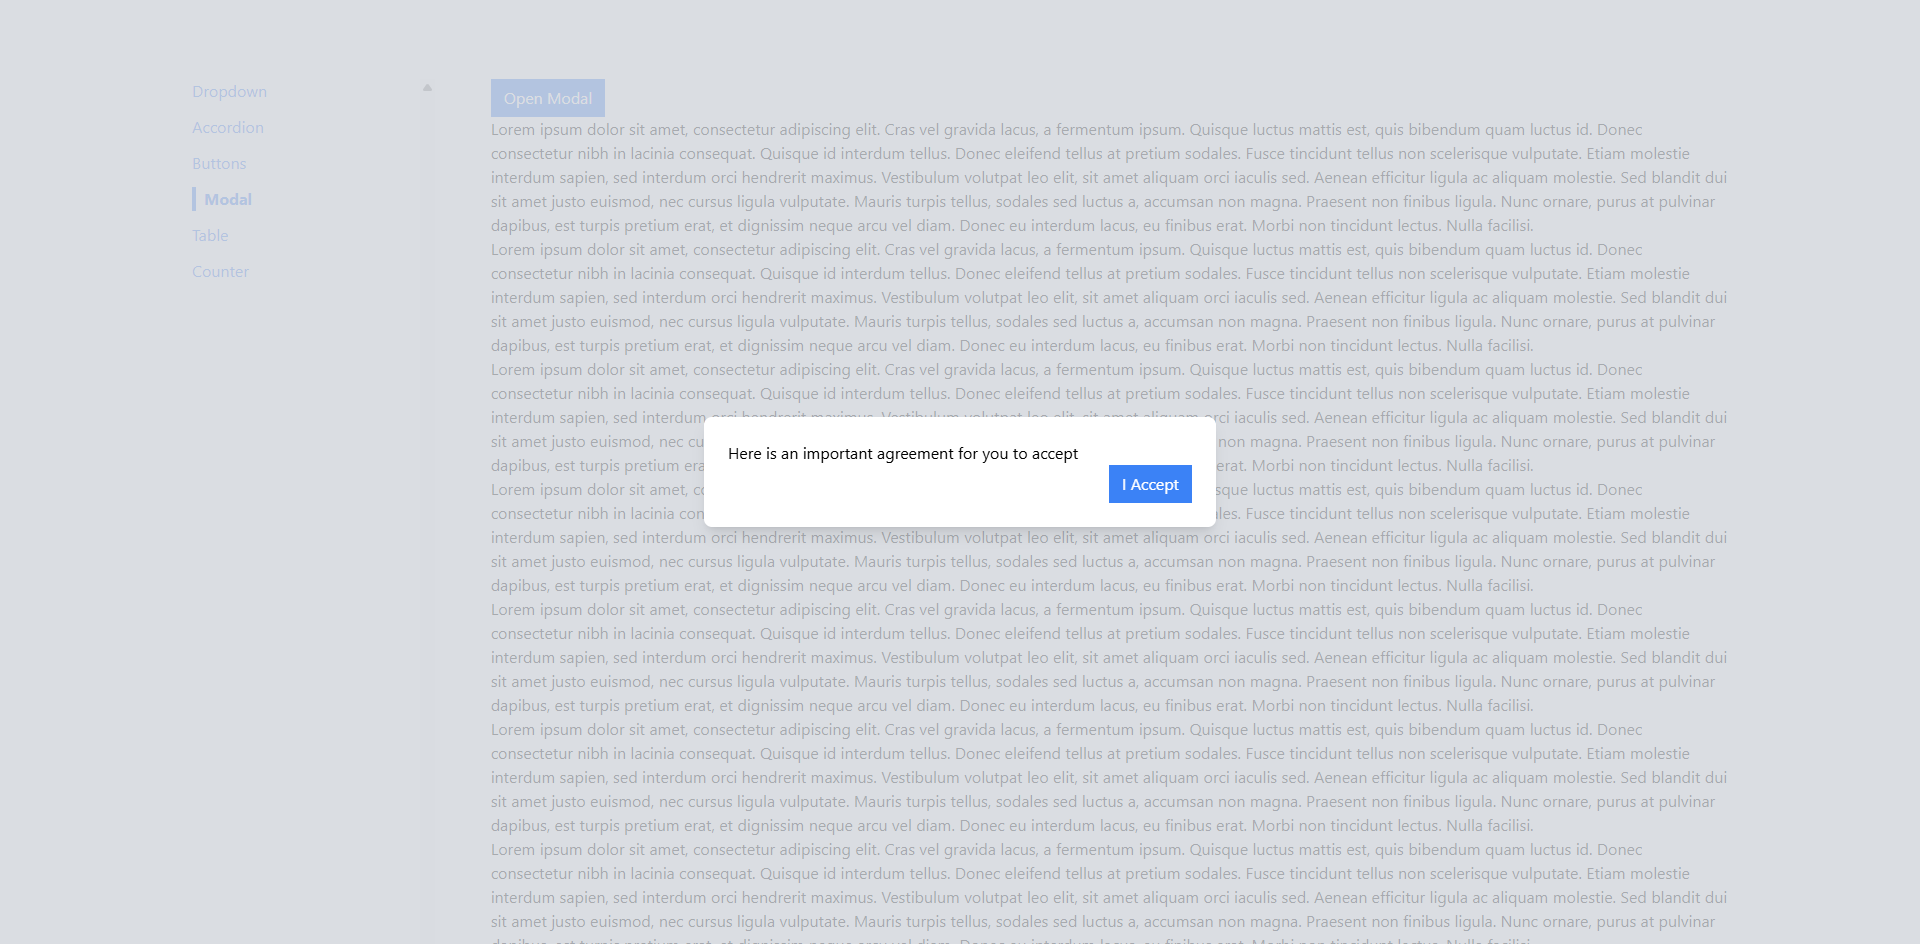 Dropdown
Accordion
Buttons
Modal
Table
Counter
Open Modal
Lorem ipsum dolor sit amet, consectetur adipiscing elit. Cras vel gravida lacus, a fermentum ipsum. Quisque luctus mattis est, quis bibendum quam luctus id. Donec
consectetur nibh in lacinia consequat. Quisque id interdum tellus. Donec eleifend tellus at pretium sodales. Fusce tincidunt tellus non scelerisque vulputate. Etiam molestie
interdum sapien, sed interdum orci hendrerit maximus. Vestibulum volutpat leo elit, sit amet aliquam orci iaculis sed. Aenean efficitur ligula ac aliquam molestie. Sed blandit dui
sit amet justo euismod, nec cursus ligula vulputate. Mauris turpis tellus, sodales sed luctus a, accumsan non magna. Praesent non finibus ligula. Nunc ornare, purus at pulvinar
dapibus, est turpis pretium erat, et dignissim neque arcu vel diam. Donec eu interdum lacus, eu finibus erat. Morbi non tincidunt lectus. Nulla facilisi.
Lorem ipsum dolor sit amet, consectetur adipiscing elit. Cras vel gravida lacus, a fermentum ipsum. Quisque luctus mattis est, quis bibendum quam luctus id. Donec
consectetur nibh in lacinia consequat. Quisque id interdum tellus. Donec eleifend tellus at pretium sodales. Fusce tincidunt tellus non scelerisque vulputate. Etiam molestie
interdum sapien, sed interdum orci hendrerit maximus. Vestibulum volutpat leo elit, sit amet aliquam orci iaculis sed. Aenean efficitur ligula ac aliquam molestie. Sed blandit dui
sit amet justo euismod, nec cursus ligula vulputate. Mauris turpis tellus, sodales sed luctus a, accumsan non magna. Praesent non finibus ligula. Nunc ornare, purus at pulvinar
dapibus, est turpis pretium erat, et dignissim neque arcu vel diam. Donec eu interdum lacus, eu finibus erat. Morbi non tincidunt lectus. Nulla facilisi.
Lorem ipsum dolor sit amet, consectetur adipiscing elit. Cras vel gravida lacus, a fermentum ipsum. Quisque luctus mattis est, quis bibendum quam luctus id. Donec
consectetur nibh in lacinia consequat. Quisque id interdum tellus. Donec eleifend tellus at pretium sodales. Fusce tincidunt tellus non scelerisque vulputate. Etiam molestie
interdum sapien, sed interdum orci hendrerit maximus. Vestibulum volutpat leo elit, sit amet aliquam orci iaculis sed. Aenean efficitur ligula ac aliquam molestie. Sed blandit dui
sit amet justo euismod, nec non magna. Praesent non finibus ligula. Nunc ornare, purus at pulvinar
dapibus, est turpis pretium erat. Morbi non tincidunt lectus. Nulla facilisi.
Here is an important agreement for you to accept
I Accept
Lorem ipsum dolor sit amet, luctus mattis est, quis bibendum quam luctus id. Donec
consectetur nibh in lacinia Fusce tincidunt tellus non scelerisque vulputate. Etiam molestie
interdum sapien, sed interdum orci hendrerit maximus. Vestibulum volutpat leo elit, sit amet aliquam orci iaculis sed. Aenean efficitur ligula ac aliquam molestie. Sed blandit dui
sit amet justo euismod, nec cursus ligula vulputate. Mauris turpis tellus, sodales sed luctus a, accumsan non magna. Praesent non finibus ligula. Nunc ornare, purus at pulvinar
dapibus, est turpis pretium erat, et dignissim neque arcu vel diam. Donec eu interdum lacus, eu finibus erat. Morbi non tincidunt lectus. Nulla facilisi.
Lorem ipsum dolor sit amet, consectetur adipiscing elit. Cras vel gravida lacus, a fermentum ipsum. Quisque luctus mattis est, quis bibendum quam luctus id. Donec
consectetur nibh in lacinia consequat. Quisque id interdum tellus. Donec eleifend tellus at pretium sodales. Fusce tincidunt tellus non scelerisque vulputate. Etiam molestie
interdum sapien, sed interdum orci hendrerit maximus. Vestibulum volutpat leo elit, sit amet aliquam orci iaculis sed. Aenean efficitur ligula ac aliquam molestie. Sed blandit dui
sit amet justo euismod, nec cursus ligula vulputate. Mauris turpis tellus, sodales sed luctus a, accumsan non magna. Praesent non finibus ligula. Nunc ornare, purus at pulvinar
dapibus, est turpis pretium erat, et dignissim neque arcu vel diam. Donec eu interdum lacus, eu finibus erat. Morbi non tincidunt lectus. Nulla facilisi.
Lorem ipsum dolor sit amet, consectetur adipiscing elit. Cras vel gravida lacus, a fermentum ipsum. Quisque luctus mattis est, quis bibendum quam luctus id. Donec
consectetur nibh in lacinia consequat. Quisque id interdum tellus. Donec eleifend tellus at pretium sodales. Fusce tincidunt tellus non scelerisque vulputate. Etiam molestie
interdum sapien, sed interdum orci hendrerit maximus. Vestibulum volutpat leo elit, sit amet aliquam orci iaculis sed. Aenean efficitur ligula ac aliquam molestie. Sed blandit dui
sit amet justo euismod, nec cursus ligula vulputate. Mauris turpis tellus, sodales sed luctus a, accumsan non magna. Praesent non finibus ligula. Nunc ornare, purus at pulvinar
dapibus, est turpis pretium erat, et dignissim neque arcu vel diam. Donec eu interdum lacus, eu finibus erat. Morbi non tincidunt lectus. Nulla facilisi.
Lorem ipsum dolor sit amet, consectetur adipiscing elit. Cras vel gravida lacus, a fermentum ipsum. Quisque luctus mattis est, quis bibendum quam luctus id. Donec
consectetur nibh in lacinia consequat. Quisque id interdum tellus. Donec eleifend tellus at pretium sodales. Fusce tincidunt tellus non scelerisque vulputate. Etiam molestie
interdum sapien, sed interdum orci hendrerit maximus. Vestibulum volutpat leo elit, sit amet aliquam orci iaculis sed. Aenean efficitur ligula ac aliquam molestie. Sed blandit dui
sit amet justo euismod, nec cursus ligula vulputate. Mauris turpis tellus, sodales sed luctus a, accumsan non magna. Praesent non finibus ligula. Nunc ornare, purus at pulvinar